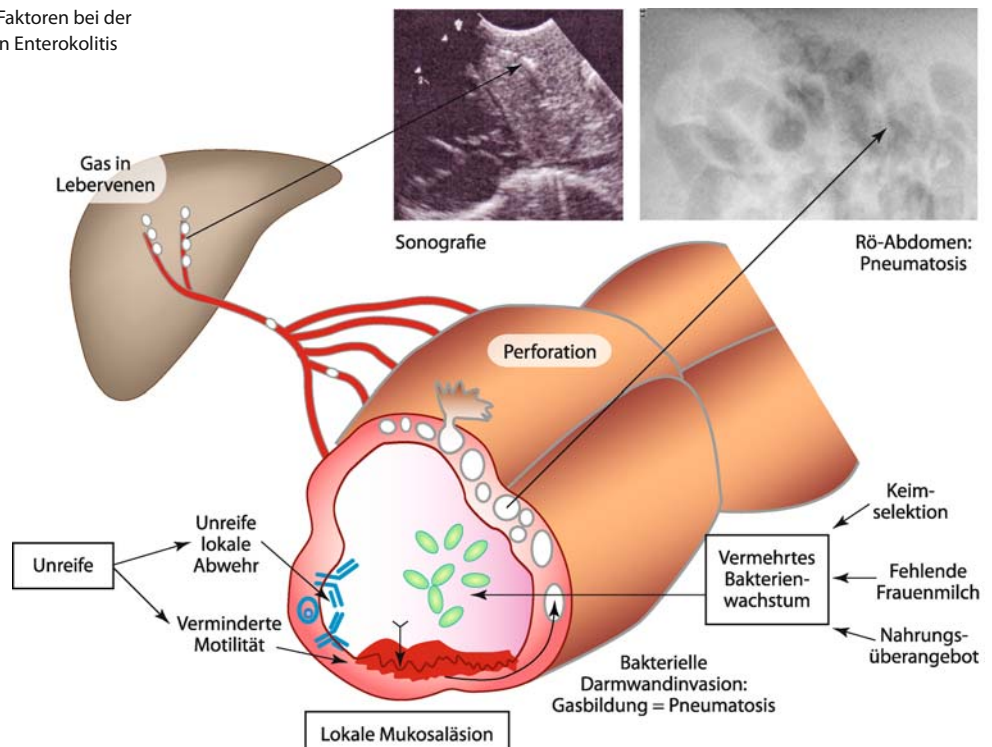 Faktoren bei der
n Enterokolitis
Gas in
Lebervenen
Sonografie
Rö-Abdomen:
Pneumatosis
Perforation
Unreife
Unreife
lokale
Abwehr
Verminderte
Motilität
Keim-
selektion
Vermehrtes
Bakterien-
wachstum
Fehlende
Frauenmilch
Nahrungs-
überangebot
Bakterielle
Darmwandinvasion:
Gasbildung = Pneumatosis
Lokale Mukosaläsion